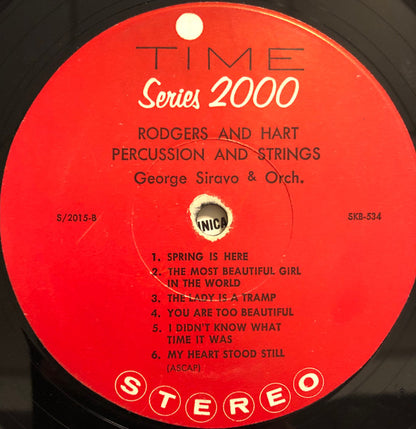 TIME
Series 2000
RODGERS AND HART
PERCUSSION AND STRINGS
George Siravo & Orch.
S/2015-B
NICA
SKB-534
1. SPRING IS HERE
2. THE MOST BEAUTIFUL GIRL
IN THE WORLD
3. THE LADY IS A TRAMP
4. YOU ARE TOO BEAUTIFUL
5. I DIDN'T KNOW WHAT
TIME IT WAS
6. MY HEART STOOD STILL
(ASCAP)
STEREO